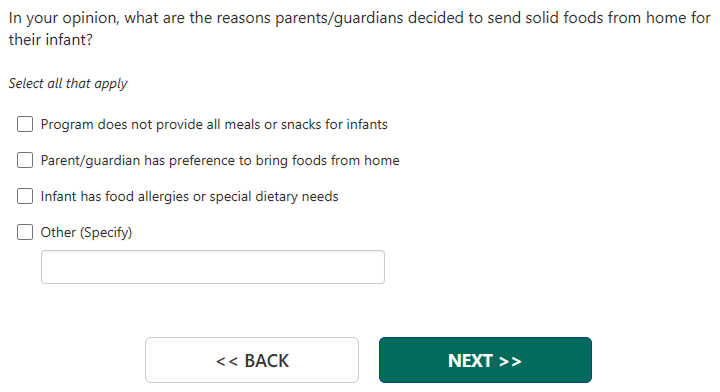 In your opinion, what are the reasons parents/guardians decided to send solid foods from home for
their infant?
Select all that apply
Program does not provide all meals or snacks for infants
Parent/guardian has preference to bring foods from home
Infant has food allergies or special dietary needs
Other (Specify)
<< BACK
NEXT >>